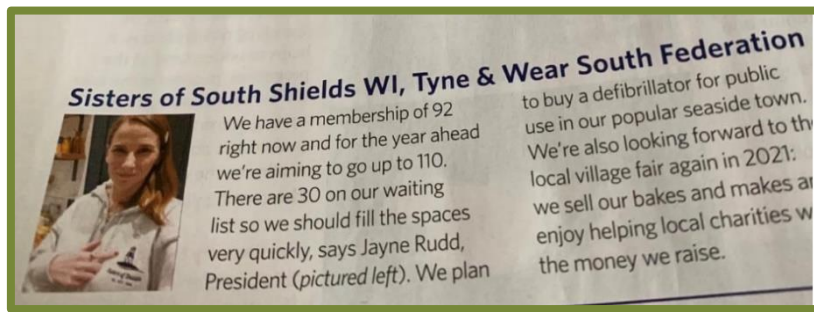 Sisters of South Shields WI, Tyne & Wear South Federation
We have a membership of 92
right now and for the year ahead
we're aiming to go up to 110.
There are 30 on our waiting
list so we should fill the spaces
very quickly, says Jayne Rudd,
President (pictured left). We plan
to buy a defibrillator for public
use in our popular seaside town.
We're also looking forward to th
local village fair again in 2021:
we sell our bakes and makes a
enjoy helping local charities w
the money we raise.